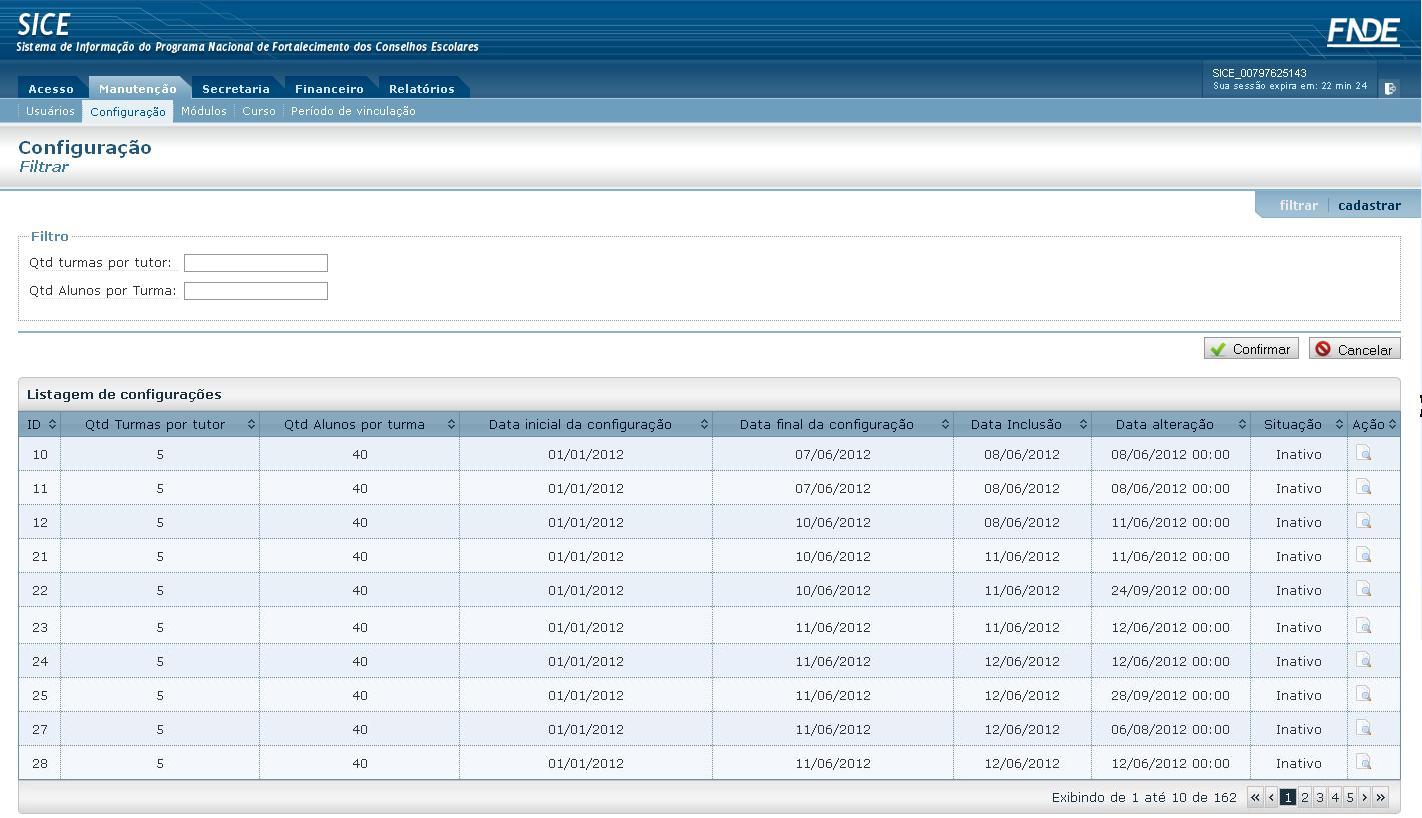 SICE
Sistema de Informação do Programa Nacional de Fortalecimento dos Conselhos Escolares
FNDE
SICE_00797625143
Sua sessão expira em: 22 min 24
Acesso Manutenção Secretaria Financeiro Relatórios
Usuários Configuração Módulos Curso Período de vinculação
Configuração
Filtrar
filtrar cadastrar
Filtro
Qtd turmas por tutor:
Qtd Alunos por Turma:
Confirmar Cancelar
Listagem de configurações
ID Qtd Turmas por tutor Qtd Alunos por turma Data inicial da configuração Data final da configuração Data Inclusão Data alteração Situação Ação
10 5 40 01/01/2012 07/06/2012 08/06/2012 08/06/2012 00:00 Inativo
11 5 40 01/01/2012 07/06/2012 08/06/2012 08/06/2012 00:00 Inativo
12 5 40 01/01/2012 10/06/2012 08/06/2012 11/06/2012 00:00 Inativo
21 5 40 01/01/2012 10/06/2012 11/06/2012 11/06/2012 00:00 Inativo
22 5 40 01/01/2012 10/06/2012 11/06/2012 24/09/2012 00:00 Inativo
23 5 40 01/01/2012 11/06/2012 11/06/2012 12/06/2012 00:00 Inativo
24 5 40 01/01/2012 11/06/2012 12/06/2012 12/06/2012 00:00 Inativo
25 5 40 01/01/2012 11/06/2012 12/06/2012 28/09/2012 00:00 Inativo
27 5 40 01/01/2012 11/06/2012 12/06/2012 06/08/2012 00:00 Inativo
28 5 40 01/01/2012 11/06/2012 12/06/2012 12/06/2012 00:00 Inativo
Exibindo de 1 até 10 de 162 « ‹ 1 2 3 4 5 › »